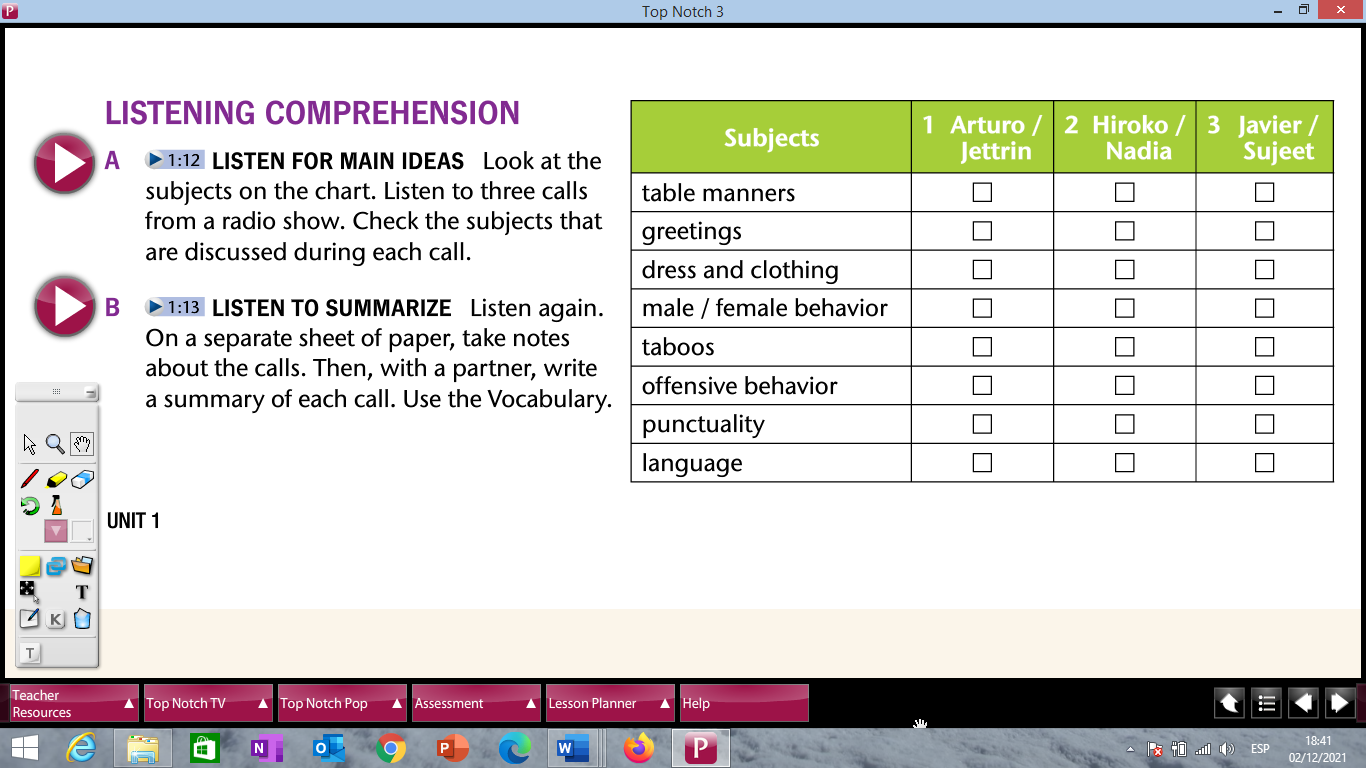 Top Notch 3
LISTENING COMPREHENSION
A 1:12 LISTEN FOR MAIN IDEAS Look at the
subjects on the chart. Listen to three calls
from a radio show. Check the subjects that
are discussed during each call.
B 1:13 LISTEN TO SUMMARIZE Listen again.
On a separate sheet of paper, take notes
about the calls. Then, with a partner, write
a summary of each call. Use the Vocabulary.
UNIT 1
Subjects
1 Arturo /
Jettrin
2 Hiroko /
Nadia
3 Javier /
Sujeet
table manners
greetings
dress and clothing
male / female behavior
taboos
offensive behavior
punctuality
language
T
K
T
Teacher
Resources
Top Notch TV
Top Notch Pop
Assessment
Lesson Planner
Help
ESP
18:41
02/12/2021